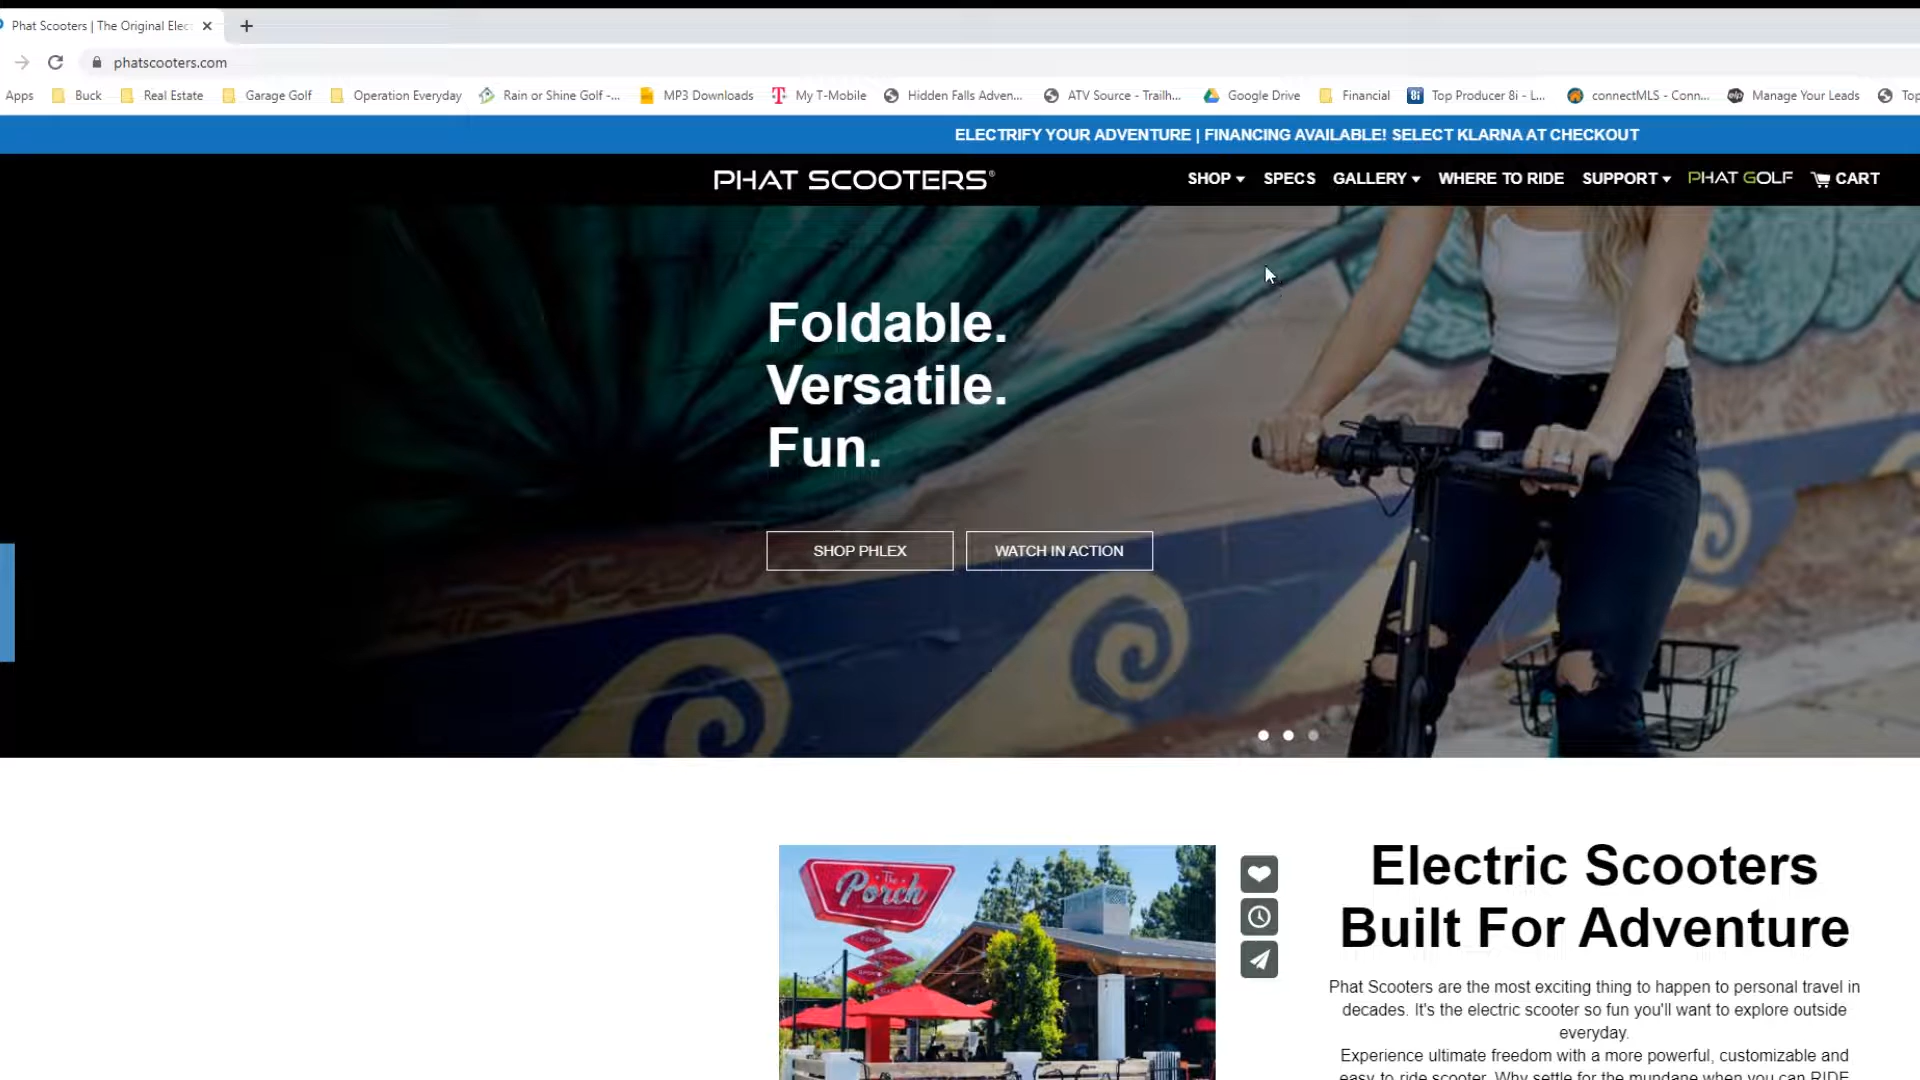 Phat Scooters | The Original Elec
phatscooters.com
Apps Buck Real Estate Garage Golf Operation Everyday Rain or Shine Golf -... MP3 Downloads My T-Mobile Hidden Falls Adven... ATV Source - Trailh... Google Drive Financial 8i Top Producer 8i - L... connectMLS - Conn... elp Manage Your Leads Top
ELECTRIFY YOUR ADVENTURE | FINANCING AVAILABLE! SELECT KLARNA AT CHECKOUT
PHAT SCOOTERS® SHOP SPECS GALLERY WHERE TO RIDE SUPPORT PHAT GOLF CART
Foldable.
Versatile.
Fun.
SHOP PHLEX WATCH IN ACTION
The
Porch
FOOD
Electric Scooters
Built For Adventure
Phat Scooters are the most exciting thing to happen to personal travel in
decades. It's the electric scooter so fun you'll want to explore outside
everyday.
Experience ultimate freedom with a more powerful, customizable and
easy to ride scooter. Why settle for the mundane when you can RIDE